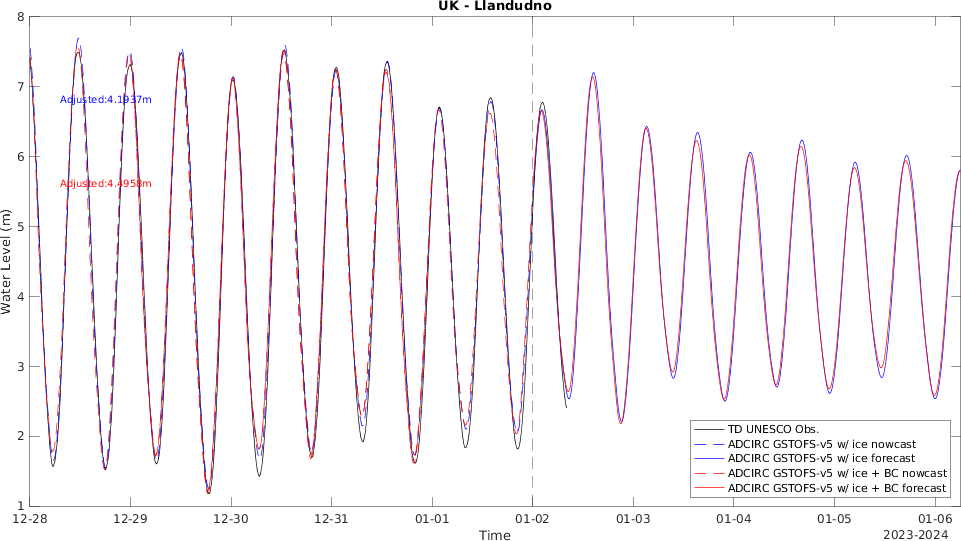 UK - Llandudno
8
7
6
5
4
3
2
1
Water Level (m)
Adjusted:4.1937m
Adjusted:4.4958m
TD UNESCO Obs.
ADCIRC GSTOFS-v5 w/ ice nowcast
ADCIRC GSTOFS-v5 w/ ice forecast
ADCIRC GSTOFS-v5 w/ ice + BC nowcast
ADCIRC GSTOFS-v5 w/ ice + BC forecast
12-28 12-29 12-30 12-31 01-01 01-02 01-03 01-04 01-05 01-06
Time
2023-2024